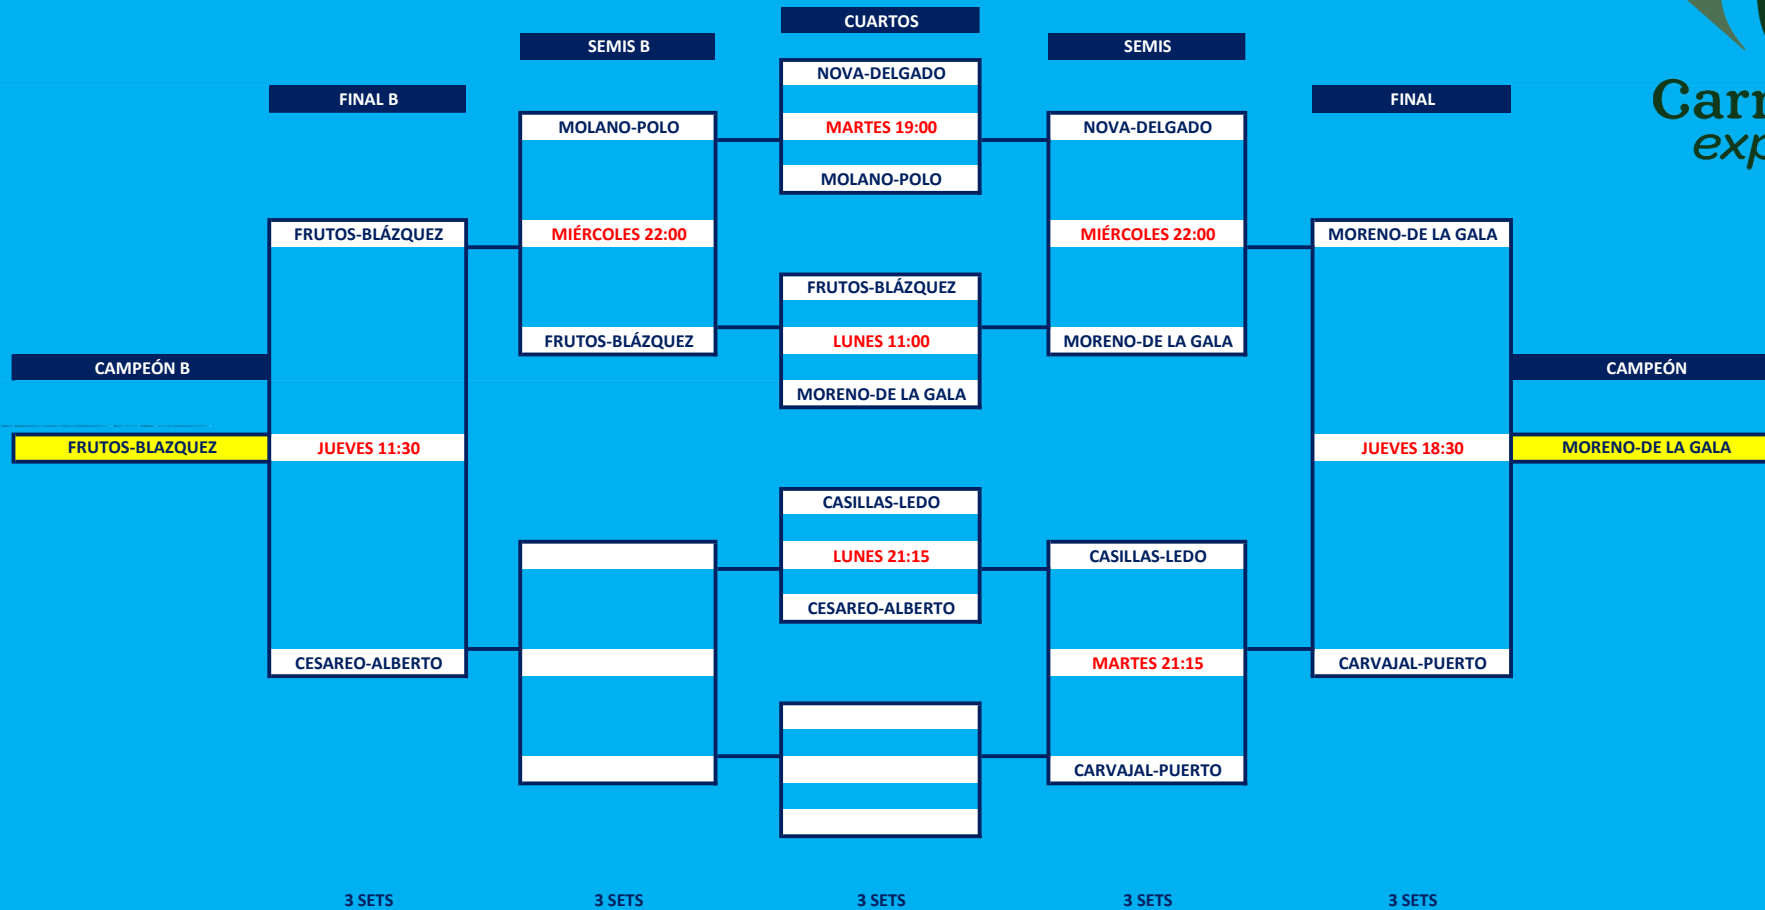 CUARTOS
SEMIS B
SEMIS
NOVA-DELGADO
FINAL B
FINAL
MOLANO-POLO
MARTES 19:00
NOVA-DELGADO
MOLANO-POLO
FRUTOS-BLÁZQUEZ
MIÉRCOLES 22:00
MIÉRCOLES 22:00
MORENO-DE LA GALA
FRUTOS-BLÁZQUEZ
FRUTOS-BLÁZQUEZ
LUNES 11:00
MORENO-DE LA GALA
CAMPEÓN B
CAMPEÓN
MORENO-DE LA GALA
FRUTOS-BLAZQUEZ
JUEVES 11:30
JUEVES 18:30
MORENO-DE LA GALA
CASILLAS-LEDO
LUNES 21:15
CASILLAS-LEDO
CESAREO-ALBERTO
CESAREO-ALBERTO
MARTES 21:15
CARVAJAL-PUERTO
CARVAJAL-PUERTO
3 SETS
3 SETS
3 SETS
3 SETS
3 SETS